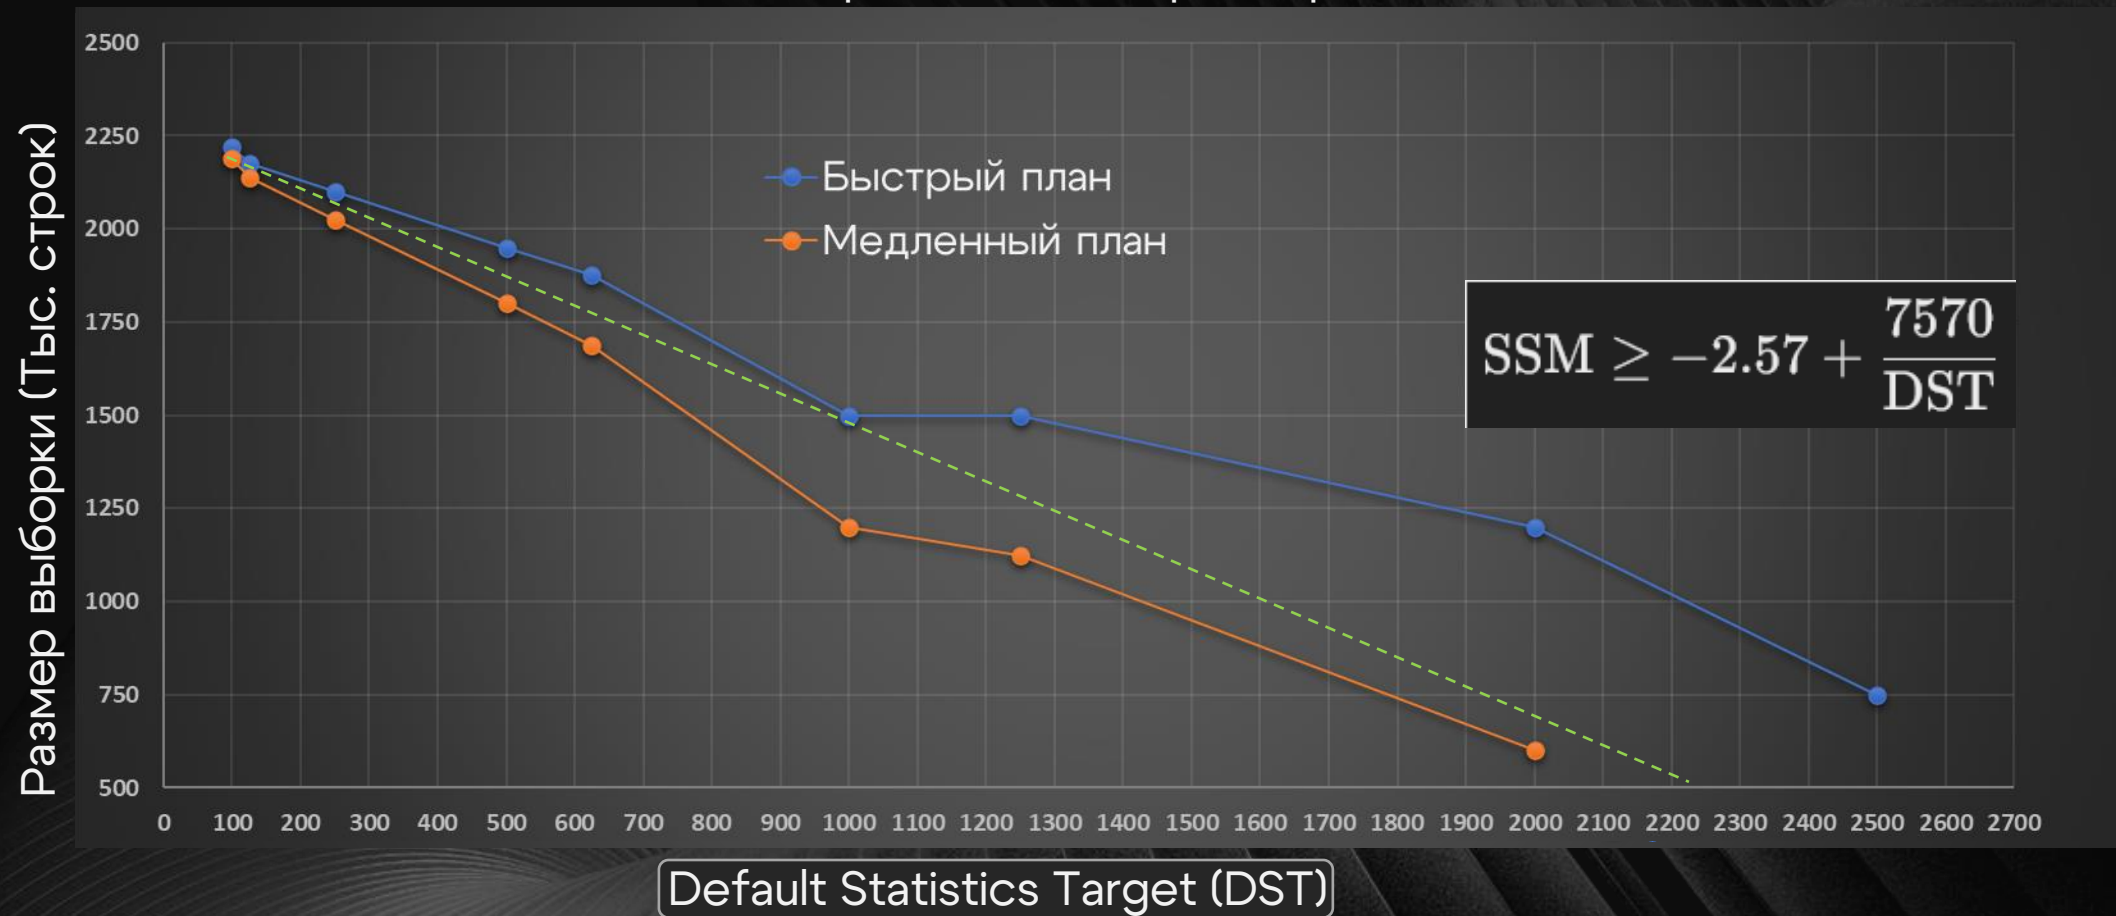 Размер выборки (Тыс. строк)
2500
2250
2000
1750
1500
1250
1000
750
500
Быстрый план
Медленный план
SSM ≥ −2.57 + 7570/DST
0 100 200 300 400 500 600 700 800 900 1000 1100 1200 1300 1400 1500 1600 1700 1800 1900 2000 2100 2200 2300 2400 2500 2600 2700
Default Statistics Target (DST)